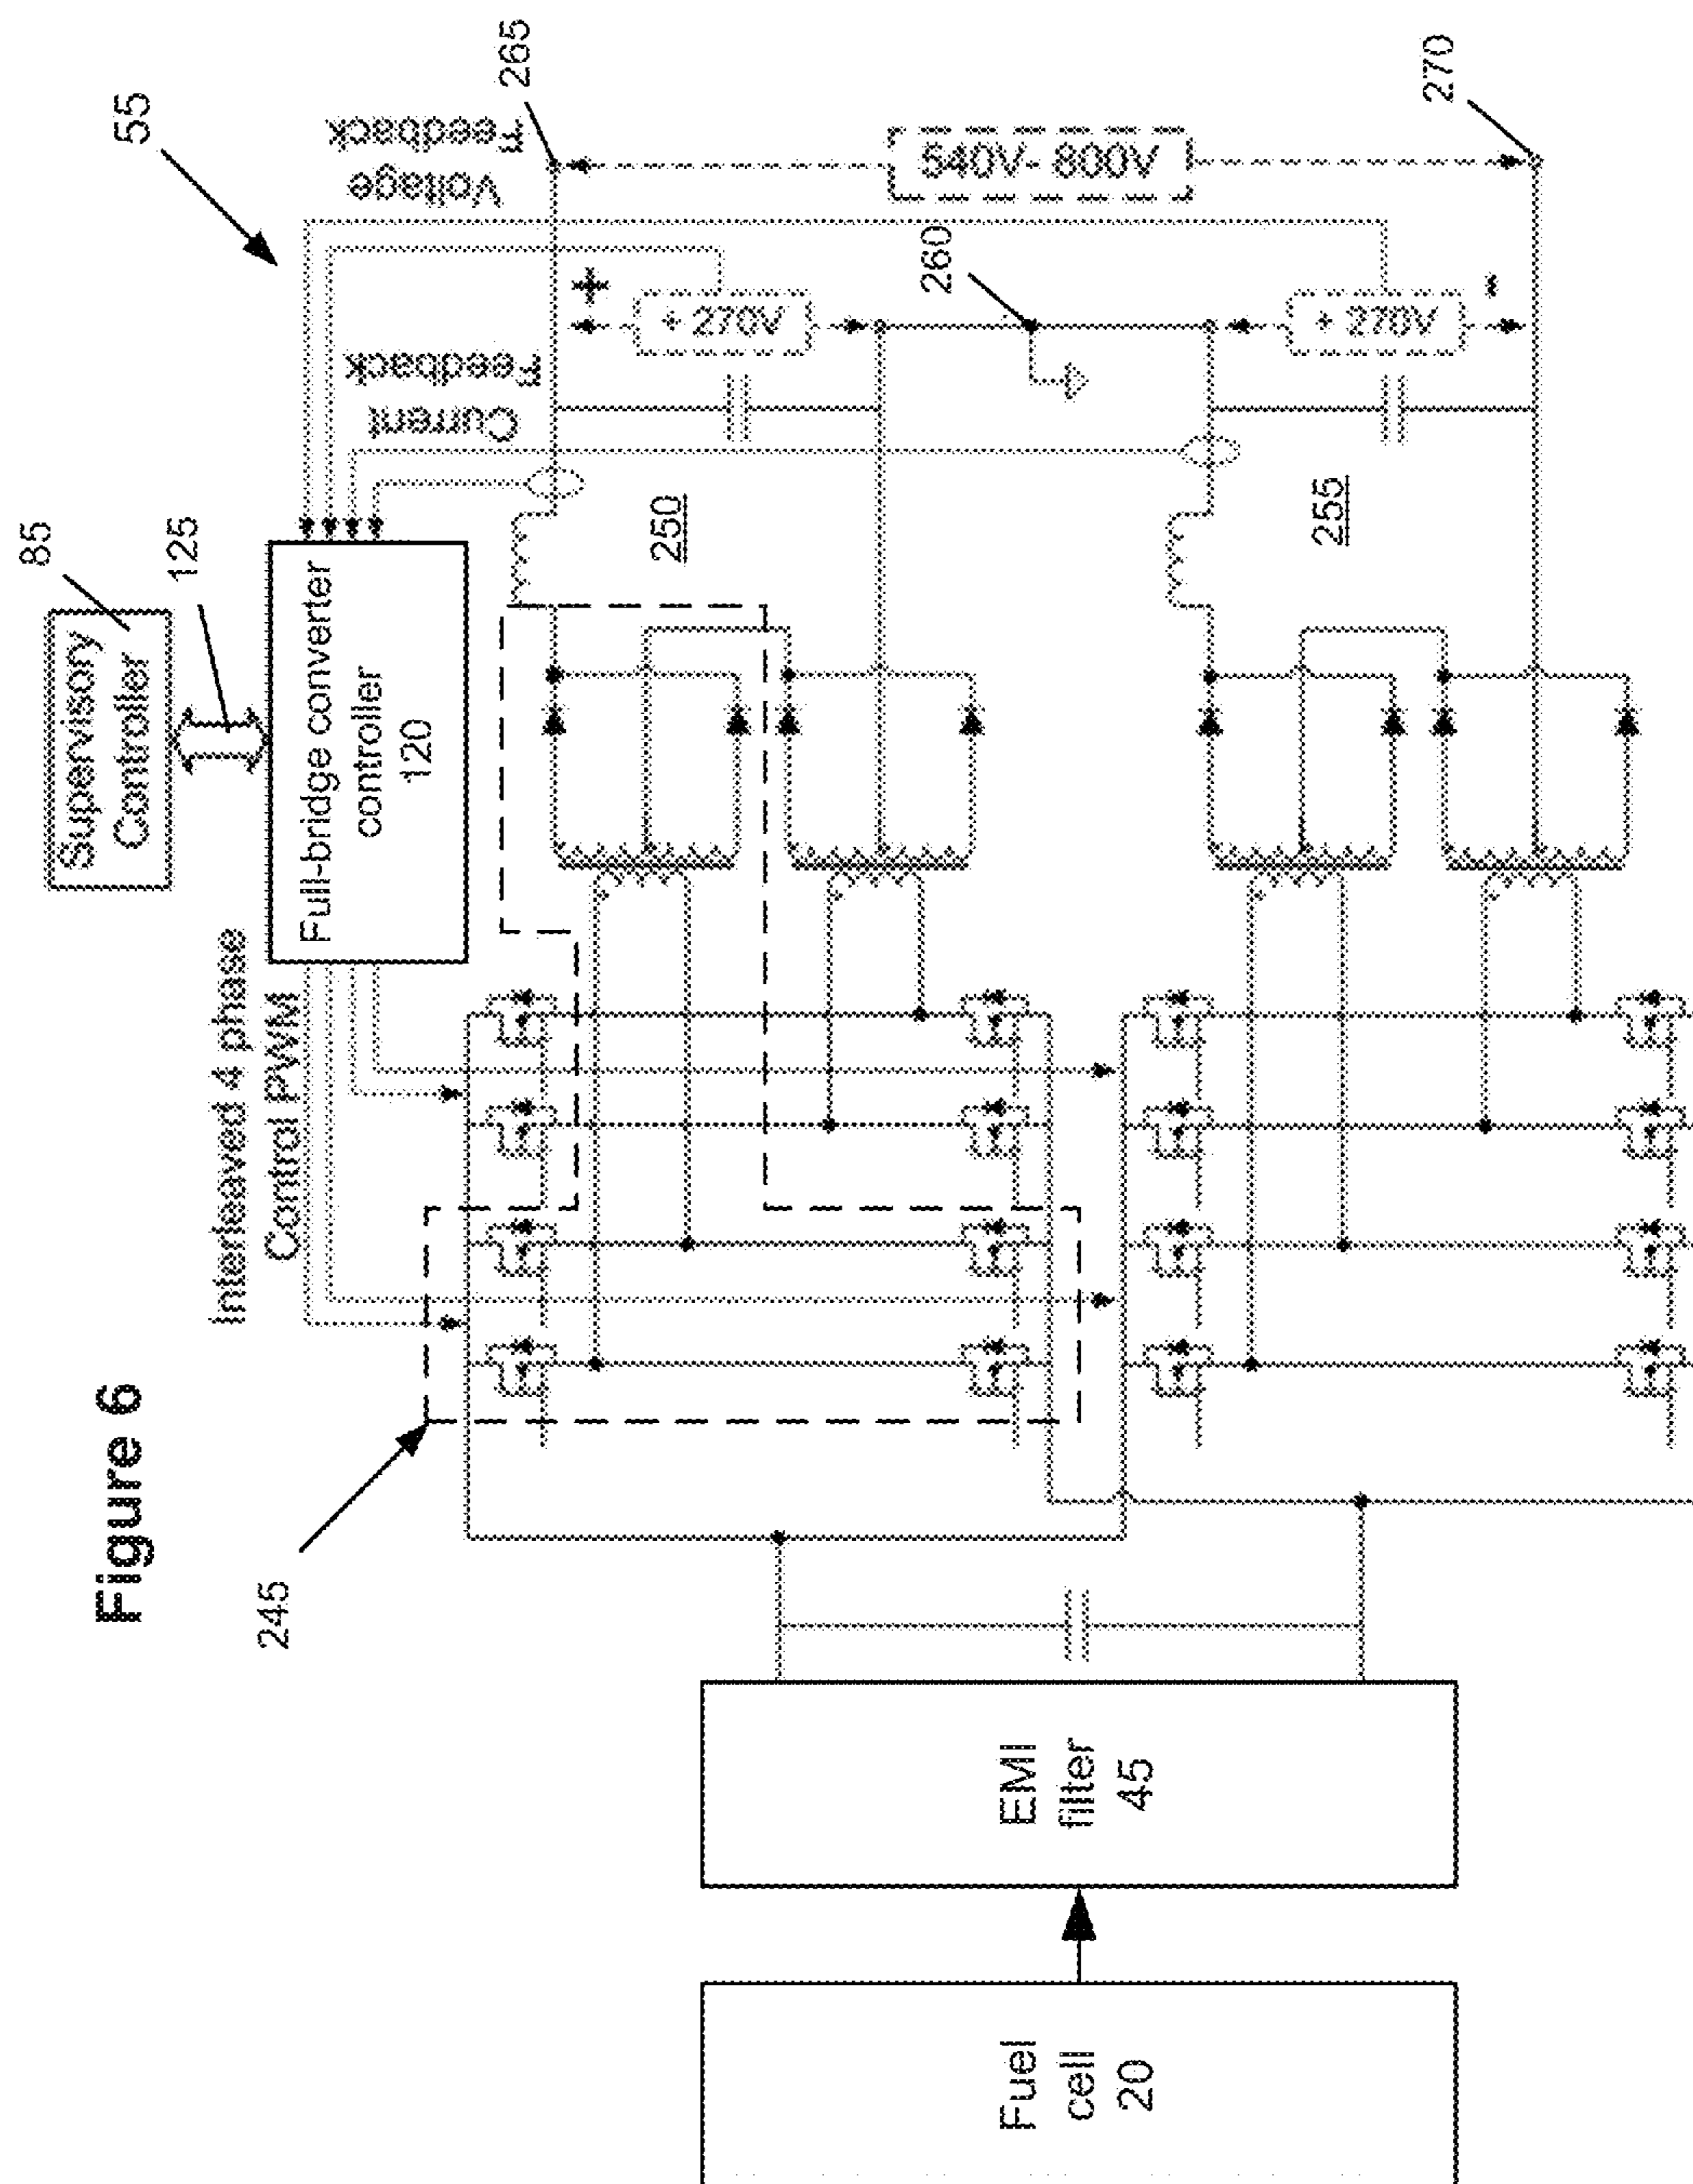 Figure 6
55
85
Supervisory
Controller
125
Interleaved 4 phase
Control PWM
Full-bridge converter
controller
120
Current
Feedback
Voltage
Feedback
265
245
250
+
+ 270V
260
540V- 800V
255
+ 270V
-
270
Fuel
cell
20
EMI
filter
45